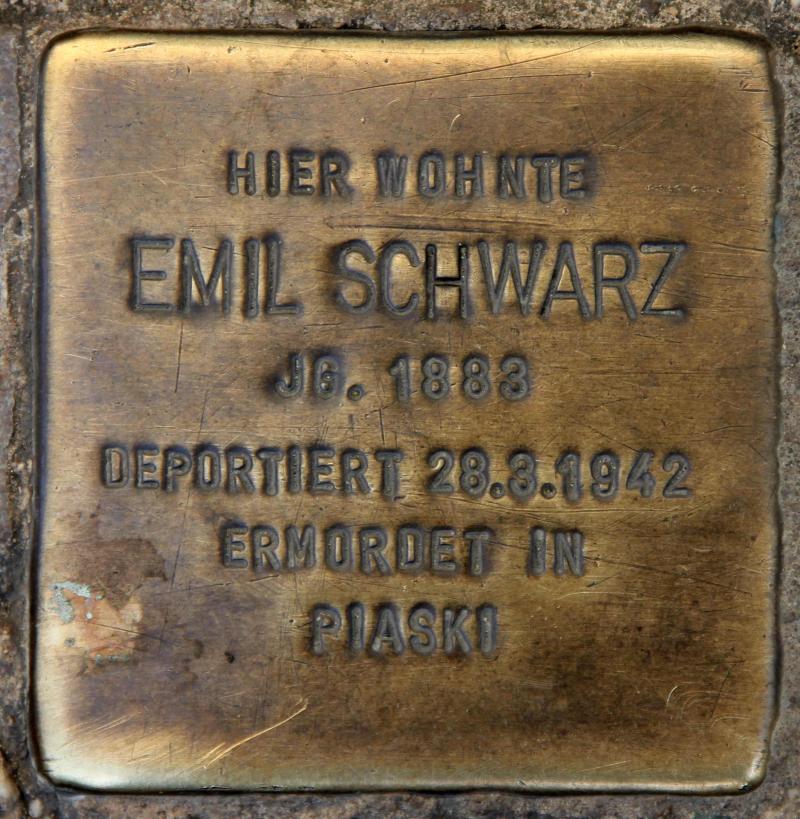 HIER WOHNTE
EMIL SCHWARZ
JG. 1883
DEPORTIERT 28.3.1942
ERMORDET IN
PIASKI